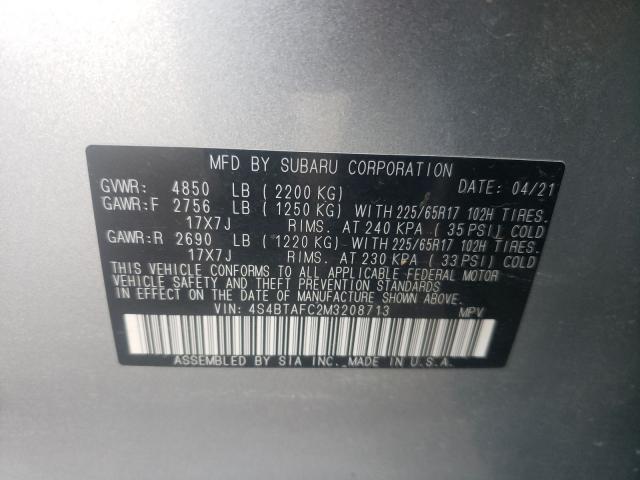 MFD BY SUBARU CORPORATION
GVWR: 4850 LB (2200 KG) DATE: 04/21
GAWR:F 2756 LB (1250 KG) WITH 225/65R17 102H TIRES.
17X7J RIMS. AT 240 KPA (35 PSI) COLD
GAWR:R 2690 LB (1220 KG) WITH 225/65R17 102H TIRES.
17X7J RIMS. AT 230 KPA (33 PSI) COLD
THIS VEHICLE CONFORMS TO ALL APPLICABLE FEDERAL MOTOR
VEHICLE SAFETY AND THEFT PREVENTION STANDARDS
IN EFFECT ON THE DATE OF MANUFACTURE SHOWN ABOVE.
VIN: 4S4BTAFC2M3208713 MPV
ASSEMBLED BY SIA INC. MADE IN U.S.A.